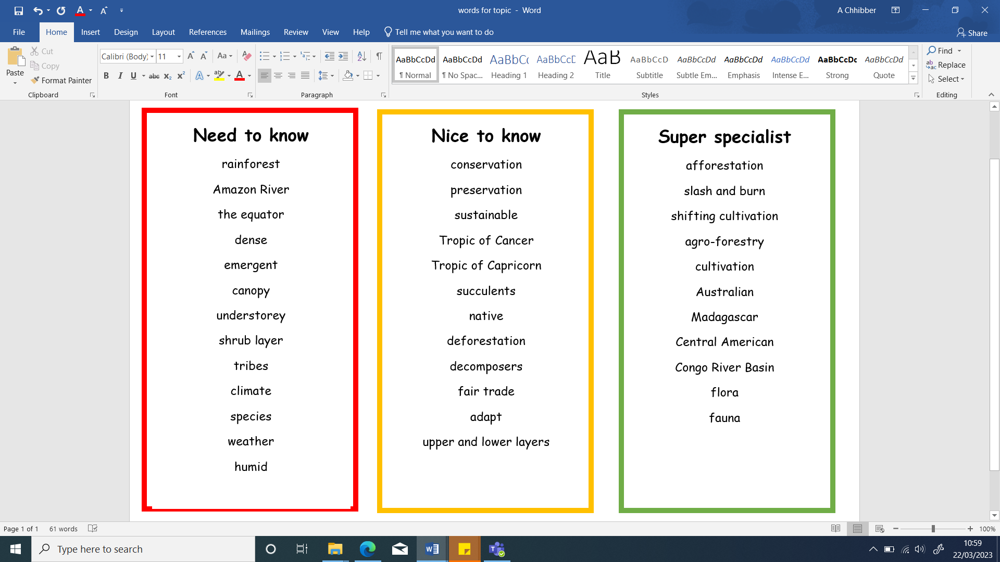 words for topic - Word
A Chhibber
File Home Insert Design Layout References Mailings Review View Help Tell me what you want to do
Share
Paste
Cut
Copy
Format Painter
Clipboard
Calibri (Body) 11
Font
Paragraph
AaBbCcDd AaBbCcDd AaBbCc AaBbCcD AaB AaBbCcD AaBbCcDd AaBbCcDd AaBbCcDd AaBbCcDc AaBbCcDd
¶ Normal ¶ No Spac... Heading 1 Heading 2 Title Subtitle Subtle Em... Emphasis Intense E... Strong Quote
Styles
Find
Replace
Select
Editing
Need to know
rainforest
Amazon River
the equator
dense
emergent
canopy
understorey
shrub layer
tribes
climate
species
weather
humid
Nice to know
conservation
preservation
sustainable
Tropic of Cancer
Tropic of Capricorn
succulents
native
deforestation
decomposers
fair trade
adapt
upper and lower layers
Super specialist
afforestation
slash and burn
shifting cultivation
agro-forestry
cultivation
Australian
Madagascar
Central American
Congo River Basin
flora
fauna
Page 1 of 1 61 words
100%
Type here to search
10:59
22/03/2023